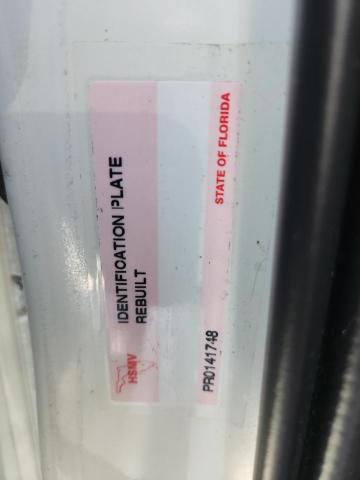 IDENTIFICATION PLATE
REBUILT
HSMV
STATE OF FLORIDA
PR0141748